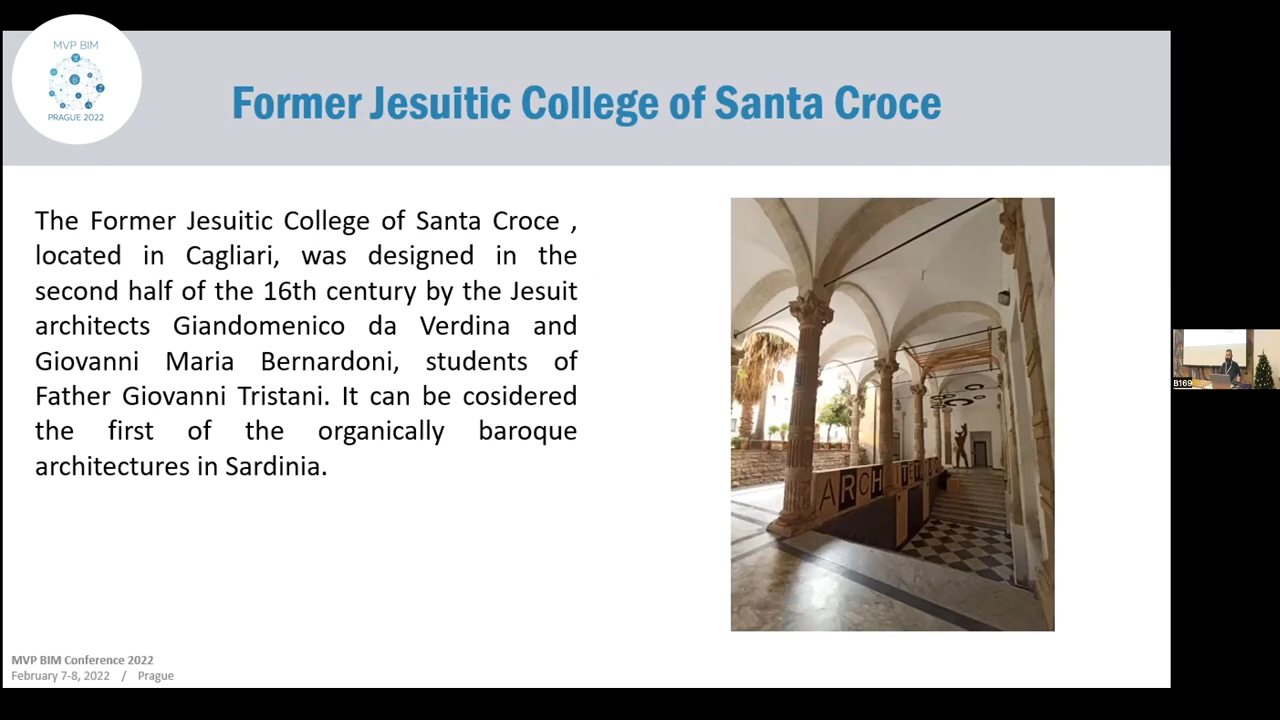 MVP BIM
PRAGUE 2022
Former Jesuitic College of Santa Croce
The Former Jesuitic College of Santa Croce ,
located in Cagliari, was designed in the
second half of the 16th century by the Jesuit
architects Giandomenico da Verdina and
Giovanni Maria Bernardoni, students of
Father Giovanni Tristani. It can be cosidered
the first of the organically baroque
architectures in Sardinia.
ARCH
B169
MVP BIM Conference 2022
February 7-8, 2022 / Prague